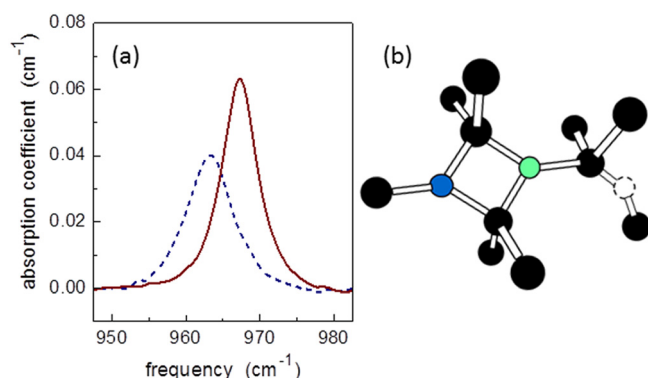 0.08
(a)
(b)
0.06
0.04
0.02
0.00
absorption coefficient (cm⁻¹)
950 960 970 980
frequency (cm⁻¹)